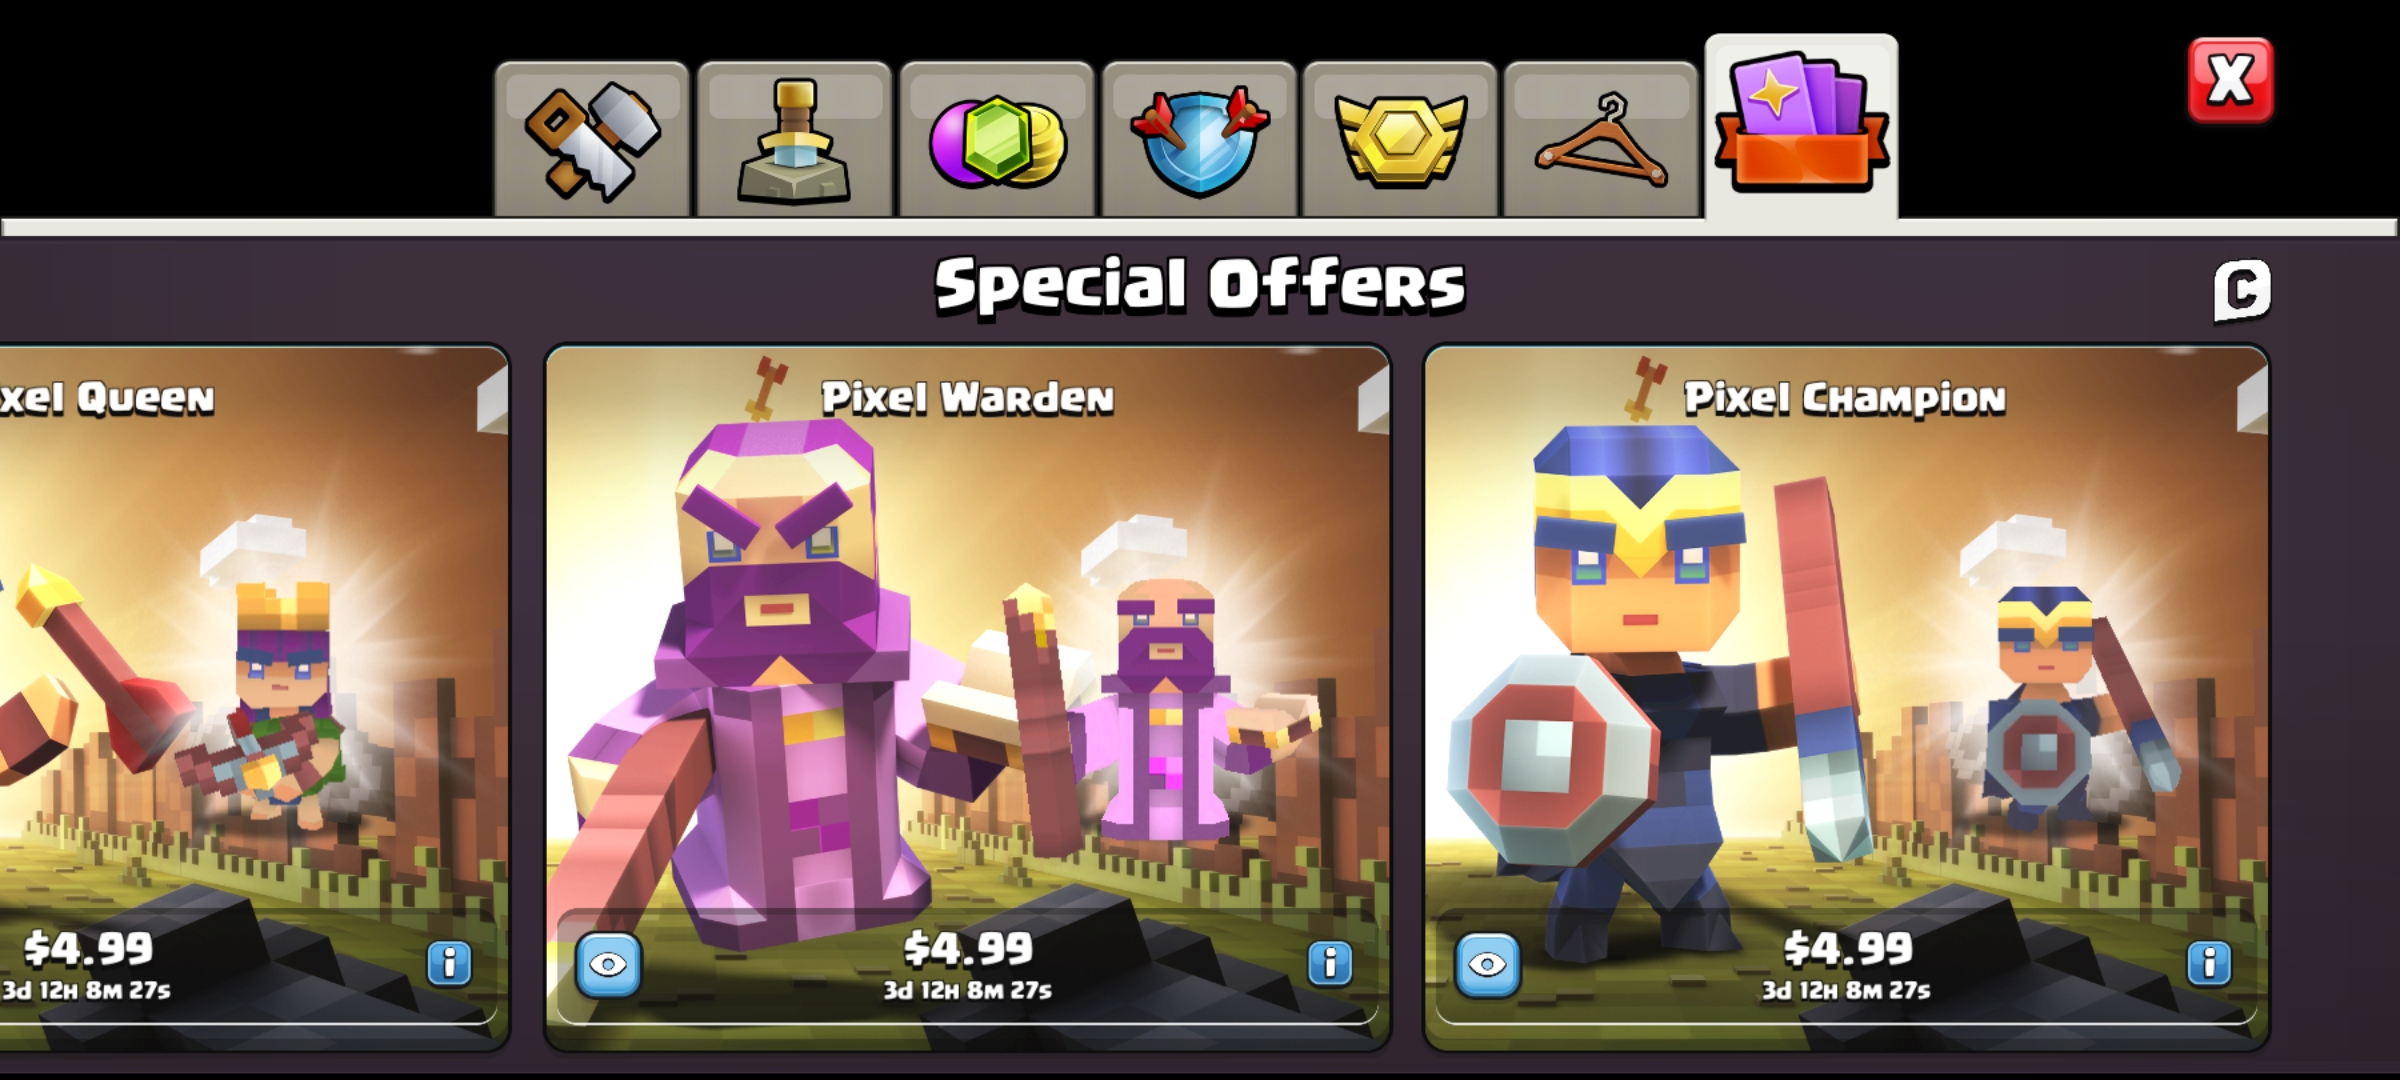 Special Offers
xel Queen
$4.99
3d 12h 8m 27s
Pixel Warden
$4.99
3d 12h 8m 27s
Pixel Champion
$4.99
3d 12h 8m 27s